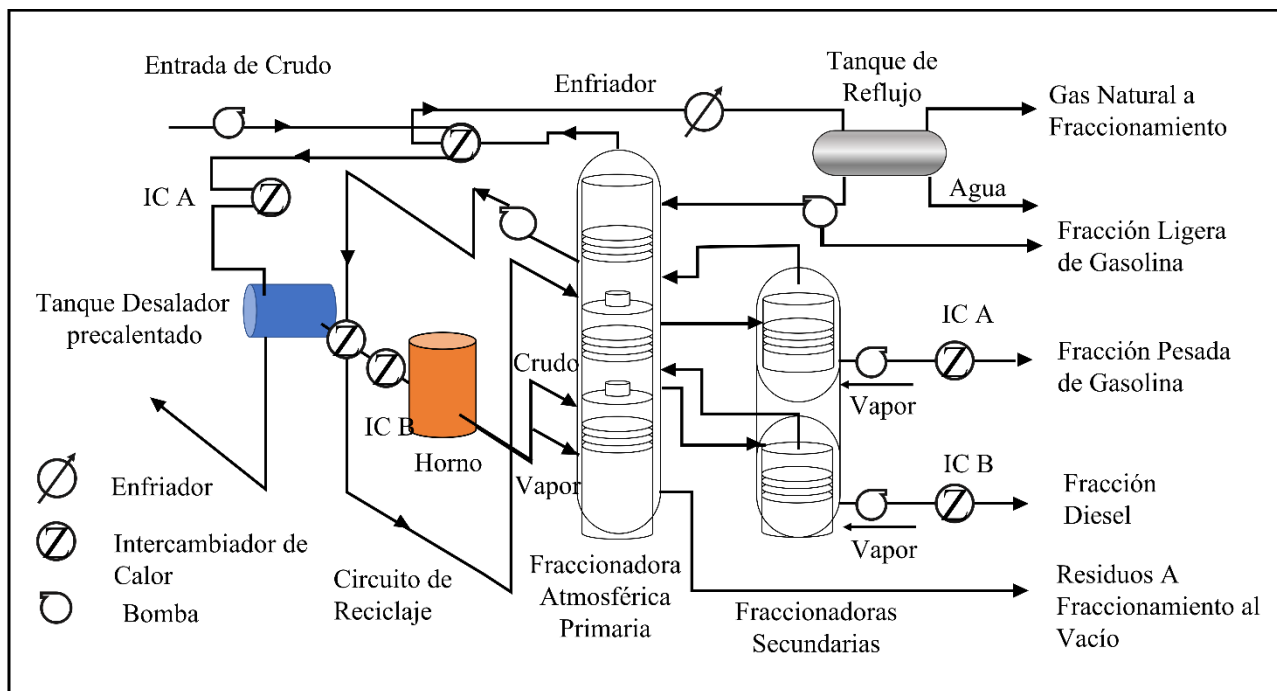 Entrada de Crudo
Enfriador
Tanque de
Reflujo
Gas Natural a
Fraccionamiento
Z
IC A
Z
Agua
Fracción Ligera
de Gasolina
Tanque Desalador
precalentado
Z
Z
IC B
Horno
Crudo
Vapor
IC A
Z
Fracción Pesada
de Gasolina
Vapor
IC B
Z
Fracción
Diesel
Vapor
Enfriador
Z
Intercambiador de
Calor
Bomba
Circuito de
Reciclaje
Fraccionadora
Atmosférica
Primaria
Fraccionadoras
Secundarias
Residuos A
Fraccionamiento al
Vacío